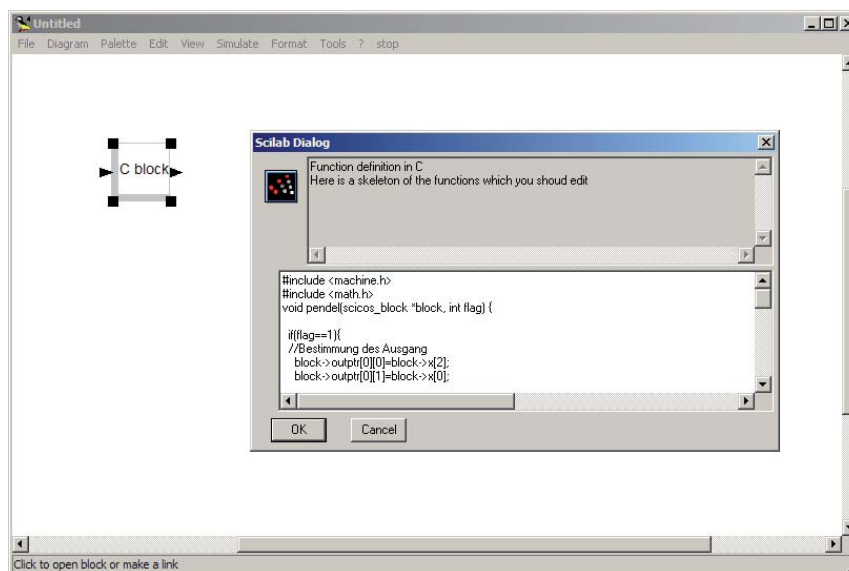 Untitled
File Diagram Palette Edit View Simulate Format Tools ? stop
C block
Scilab Dialog
Function definition in C
Here is a skeleton of the functions which you shoud edit
#include <machine.h>
#include <math.h>
void pendel(scicos_block *block, int flag) {
if(flag==1){
//Bestimmung des Ausgang
block->outptr[0][0]=block->x[2];
block->outptr[0][1]=block->x[0];
OK Cancel
Click to open block or make a link